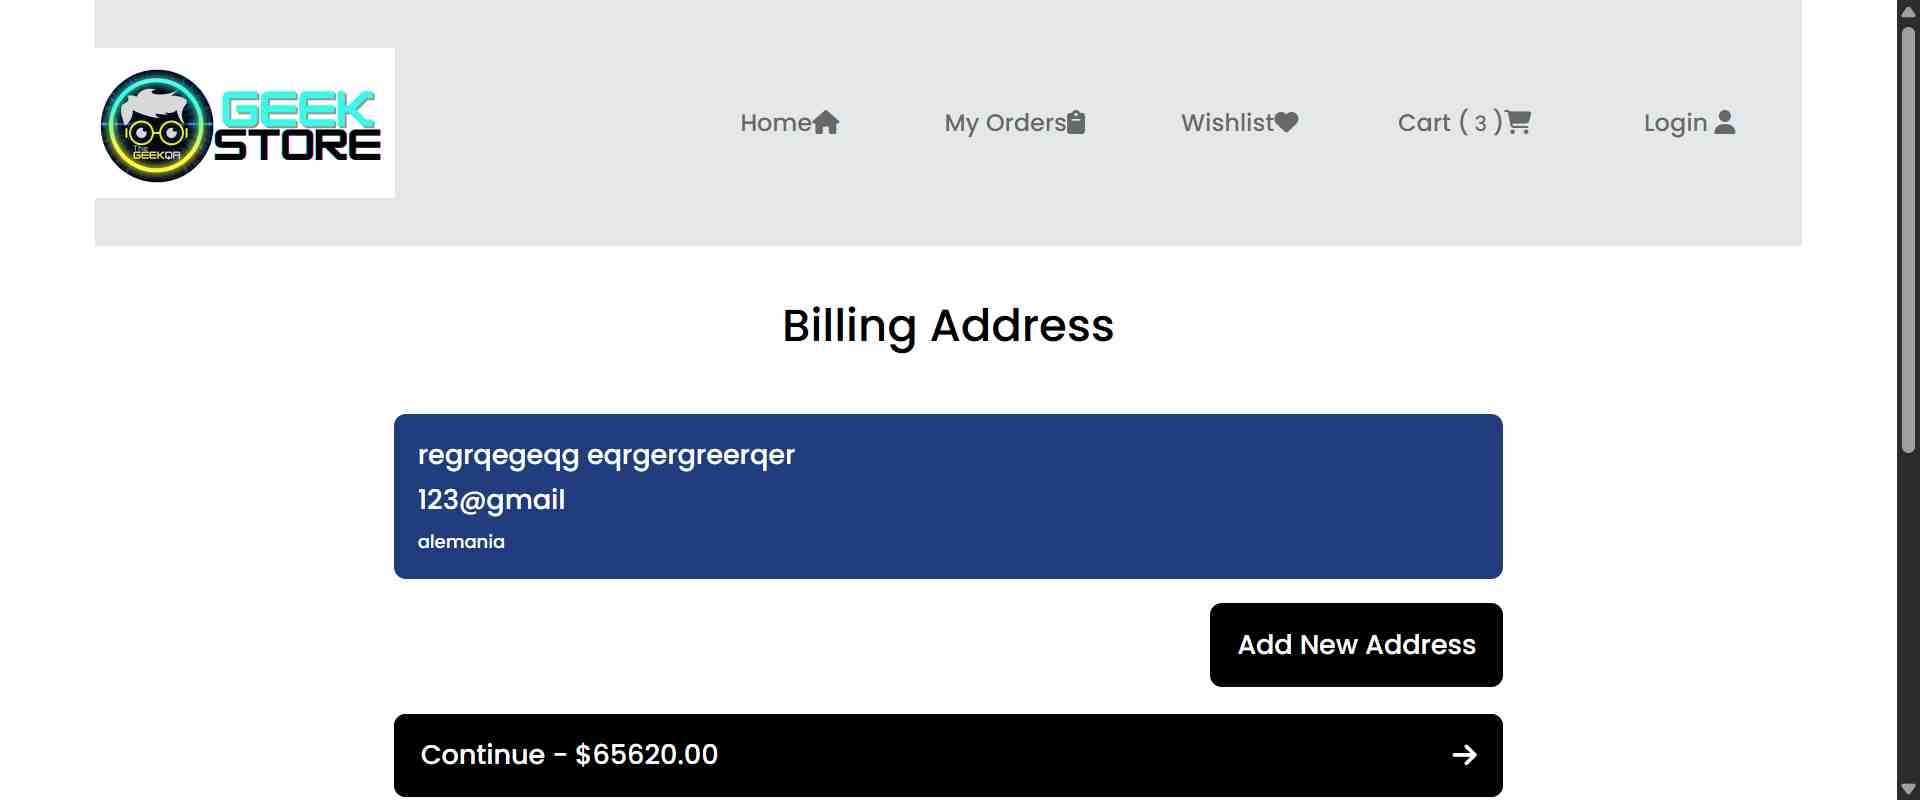 The
GEEKQA
GEEK
STORE
Home
My Orders
Wishlist
Cart ( 3 )
Login
Billing Address
regrqegeqg eqrgergreerqer
123@gmail
alemania
Add New Address
Continue - $65620.00